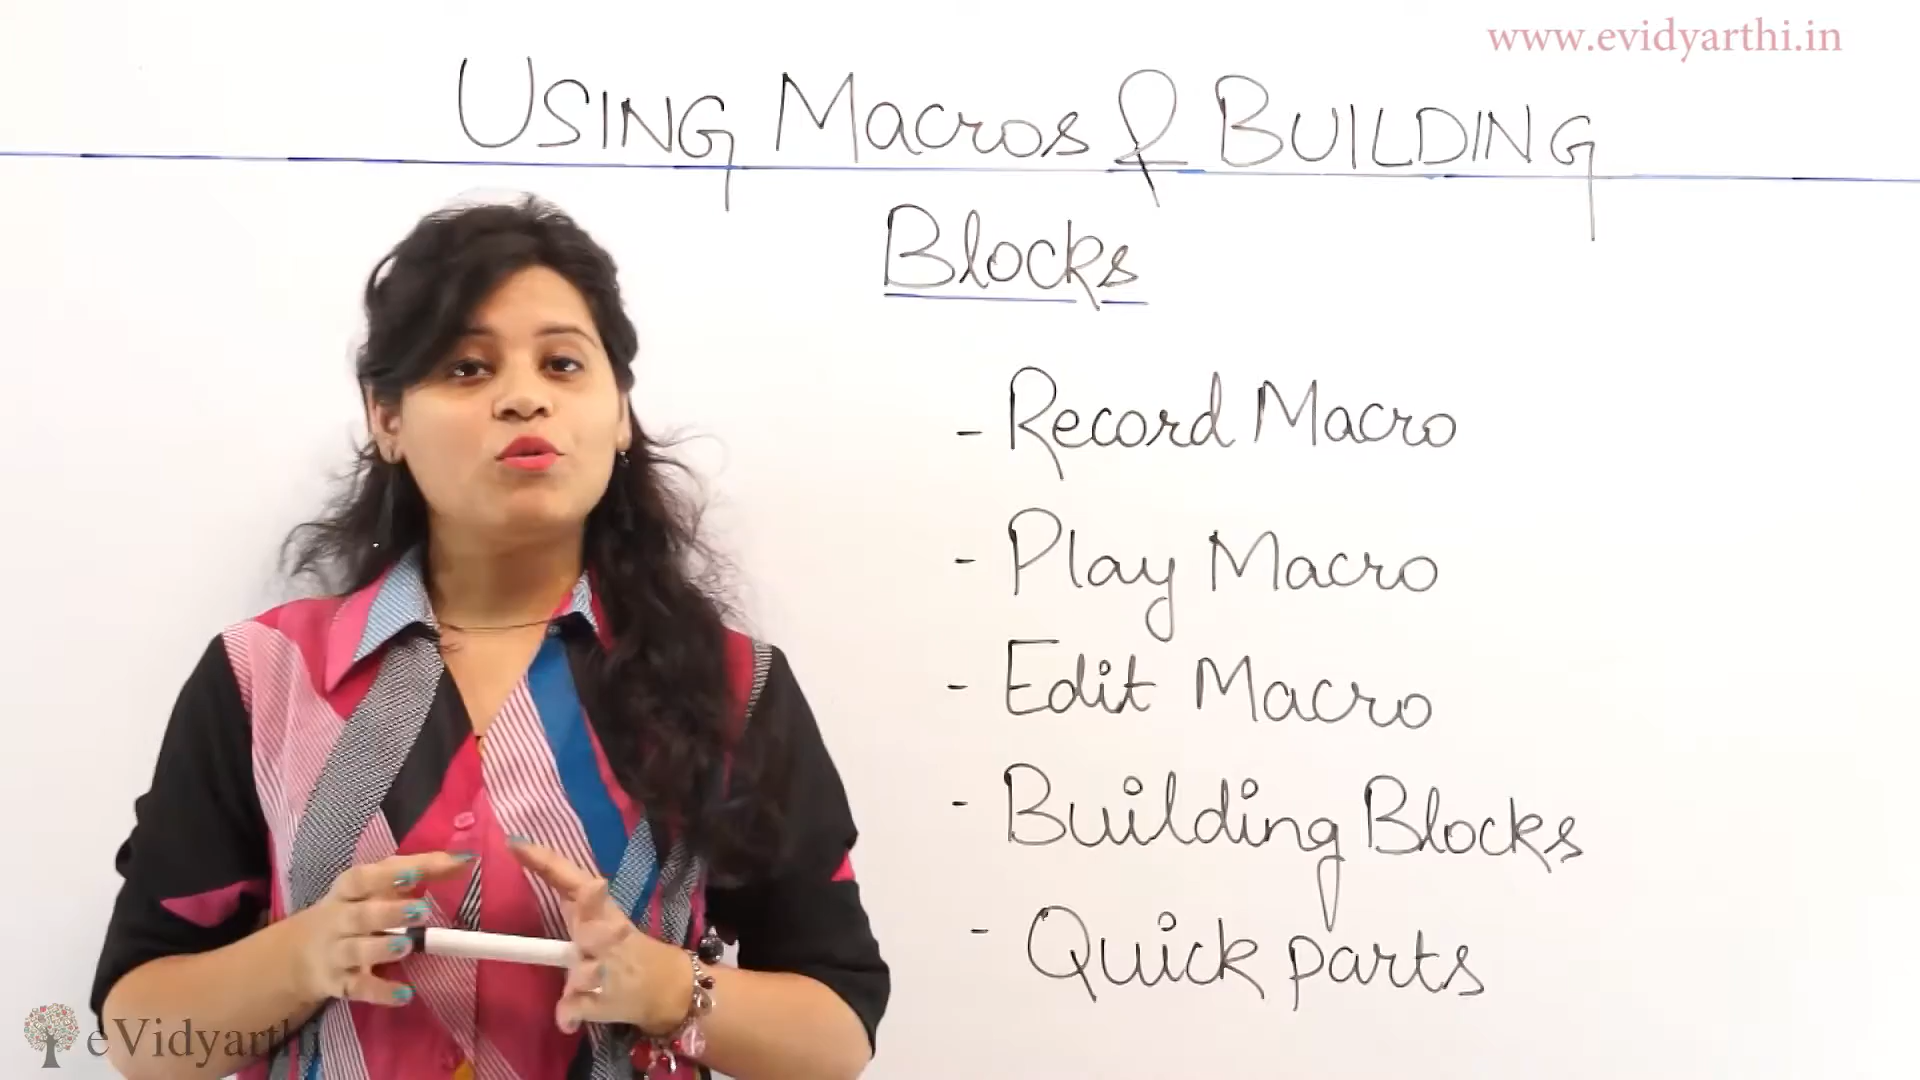 www.evidyarthi.in
USING Macros & BUILDING
Blocks
- Record Macro
- Play Macro
- Edit Macro
- Building Blocks
- Quick parts
eVidyarthi